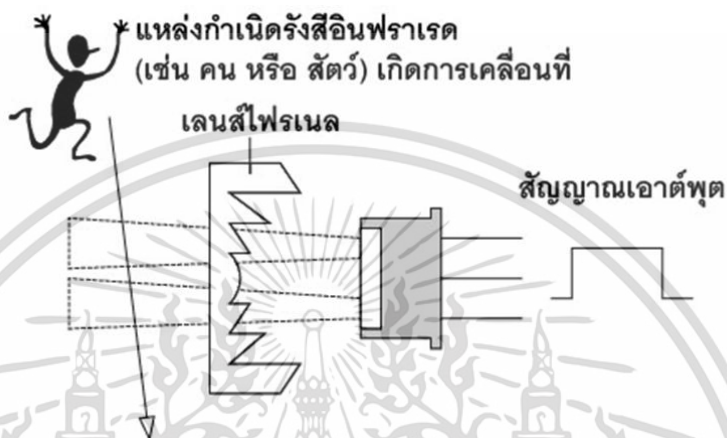 แหล่งกำเนิดรังสีอินฟราเรด
(เช่น คน หรือ สัตว์) เกิดการเคลื่อนที่
เลนส์ไฟรเนล
สัญญาณเอาต์พุต